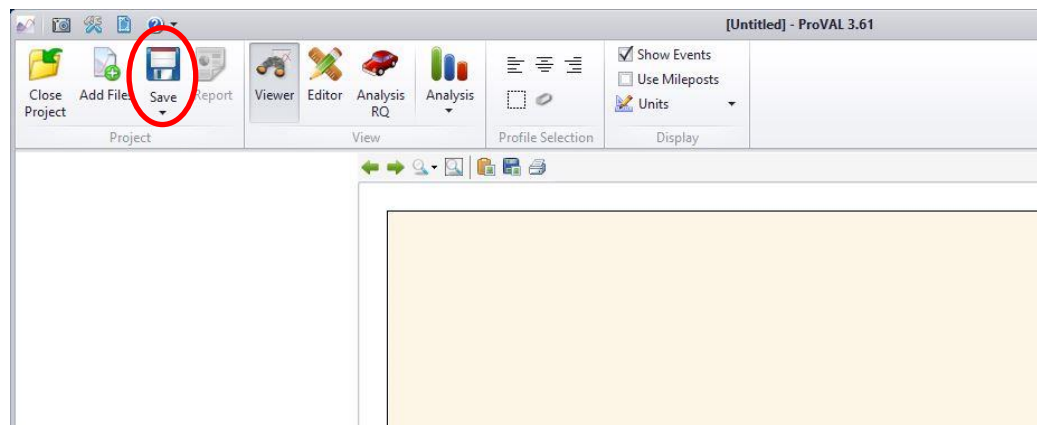 [Untitled] - ProVAL 3.61
Close Project
Add Files
Save
Report
Viewer
Editor
Analysis RQ
Analysis
Show Events
Use Mileposts
Units
Project
View
Profile Selection
Display